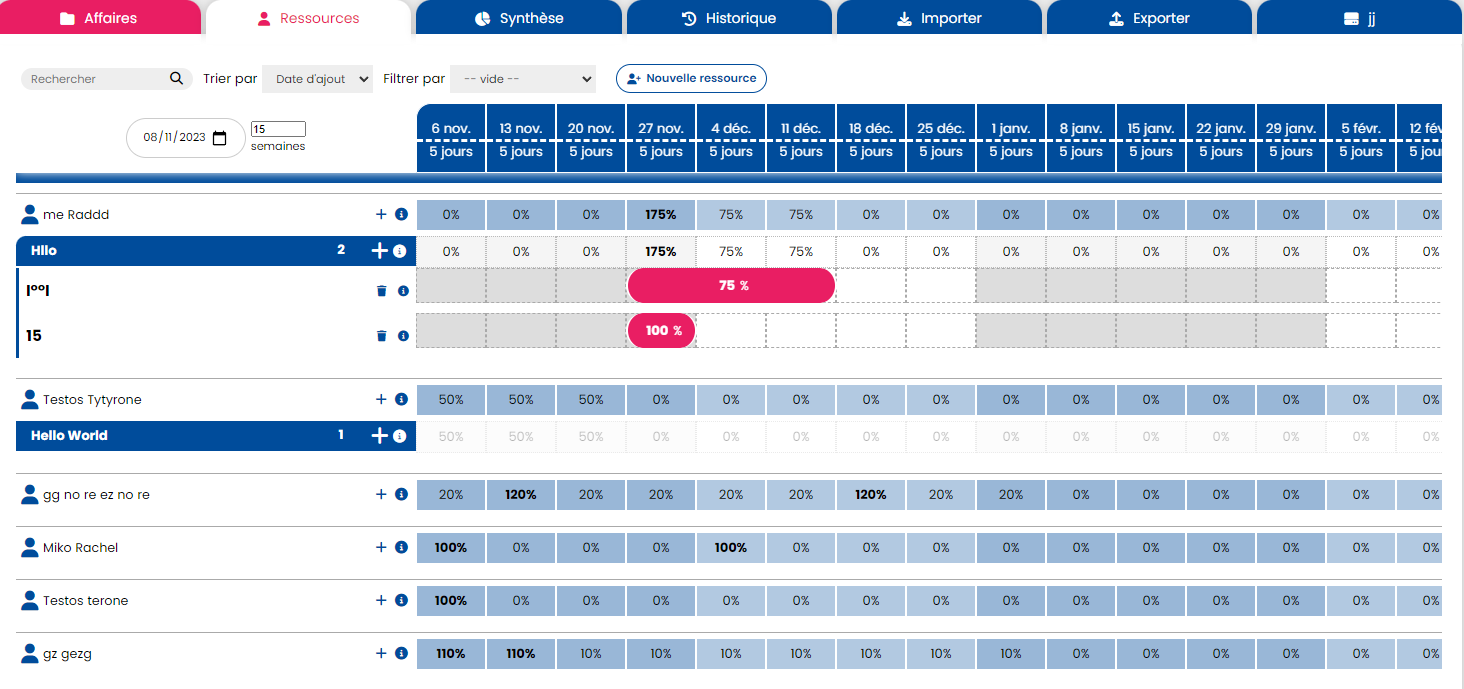 Affaires Ressources Synthèse Historique Importer Exporter jj
Rechercher Trier par Date d'ajout Filtrer par -- vide -- Nouvelle ressource
08/11/2023 15 semaines
6 nov. 13 nov. 20 nov. 27 nov. 4 déc. 11 déc. 18 déc. 25 déc. 1 janv. 8 janv. 15 janv. 22 janv. 29 janv. 5 févr. 12 fév
5 jours 5 jours 5 jours 5 jours 5 jours 5 jours 5 jours 5 jours 5 jours 5 jours 5 jours 5 jours 5 jours 5 jours 5 jou
me Raddd 0% 0% 0% 175% 75% 75% 0% 0% 0% 0% 0% 0% 0% 0% 0%
Hllo 2 0% 0% 0% 175% 75% 75% 0% 0% 0% 0% 0% 0% 0% 0% 0%
l°°l 75 %
15 100 %
Testos Tytyrone 50% 50% 50% 0% 0% 0% 0% 0% 0% 0% 0% 0% 0% 0% 0%
Hello World 1 50% 50% 50% 0% 0% 0% 0% 0% 0% 0% 0% 0% 0% 0% 0%
gg no re ez no re 20% 120% 20% 20% 20% 20% 120% 20% 20% 0% 0% 0% 0% 0% 0%
Miko Rachel 100% 0% 0% 0% 100% 0% 0% 0% 0% 0% 0% 0% 0% 0% 0%
Testos terone 100% 0% 0% 0% 0% 0% 0% 0% 0% 0% 0% 0% 0% 0% 0%
gz gezg 110% 110% 10% 10% 10% 10% 10% 10% 10% 0% 0% 0% 0% 0% 0%